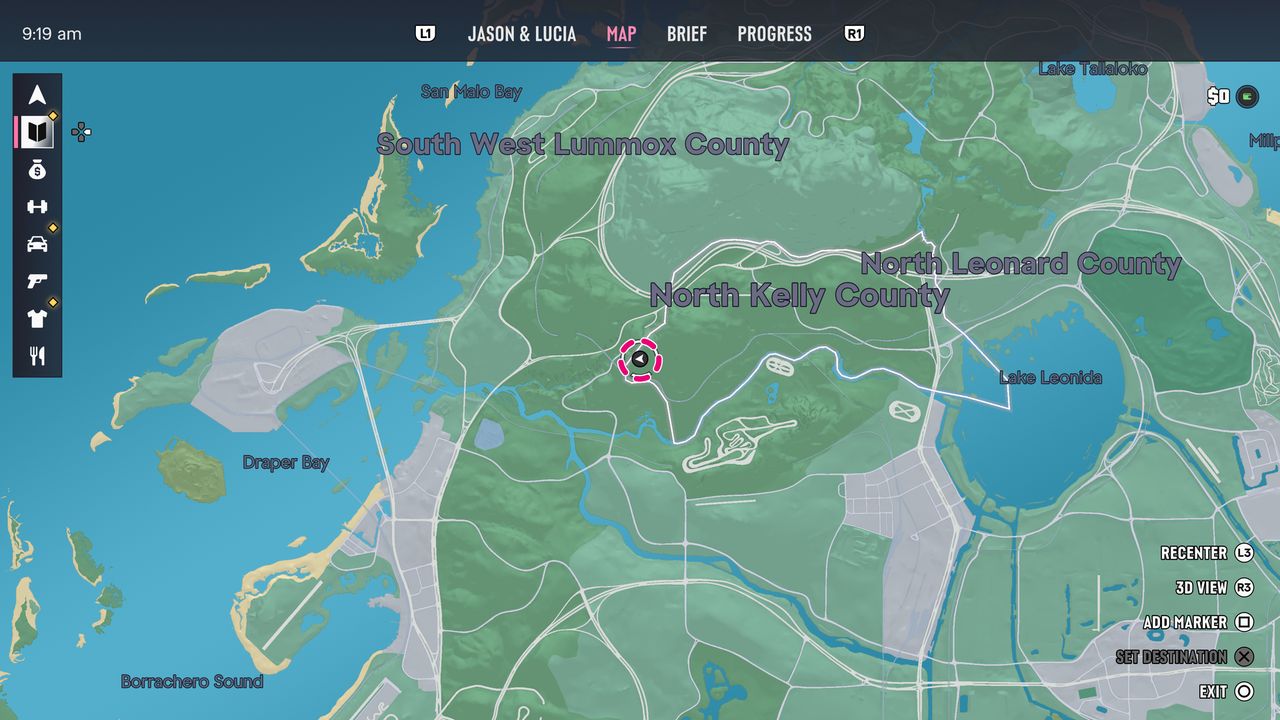 9:19 am
L1
JASON & LUCIA
MAP
BRIEF
PROGRESS
R1
Lake Tallaloko
San Malo Bay
$0
South West Lummox County
North Leonard County
North Kelly County
Lake Leonida
Draper Bay
RECENTER L3
3D VIEW R3
ADD MARKER
SET DESTINATION
EXIT
Borrachero Sound